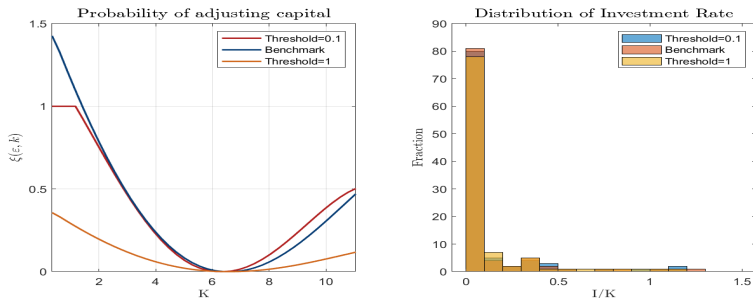 Probability of adjusting capital
1.5
1
0.5
0
ξ(ε, k)
2
4
6
8
10
K
Threshold=0.1
Benchmark
Threshold=1
Distribution of Investment Rate
90
80
70
60
50
40
30
20
10
0
Fraction
0
0.5
1
1.5
I/K
Threshold=0.1
Benchmark
Threshold=1